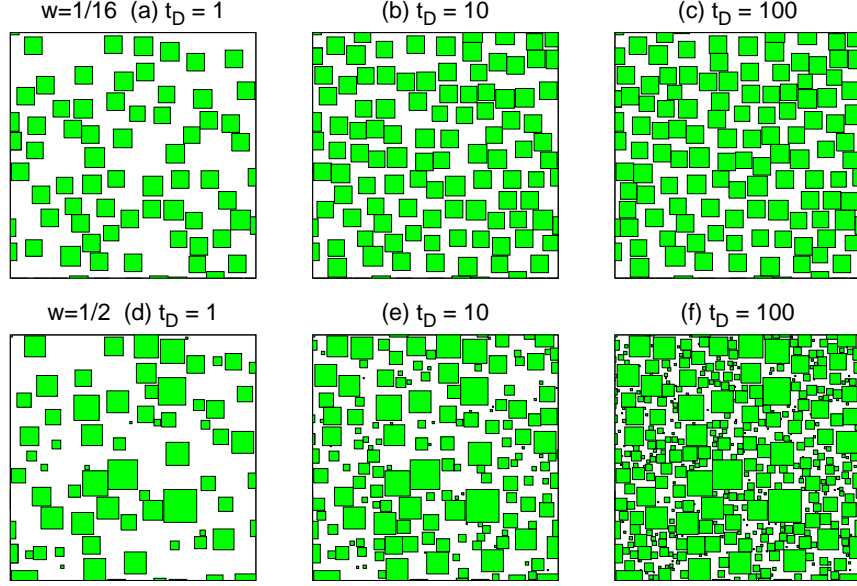 w=1/16 (a) t_D = 1
(b) t_D = 10
(c) t_D = 100
w=1/2 (d) t_D = 1
(e) t_D = 10
(f) t_D = 100